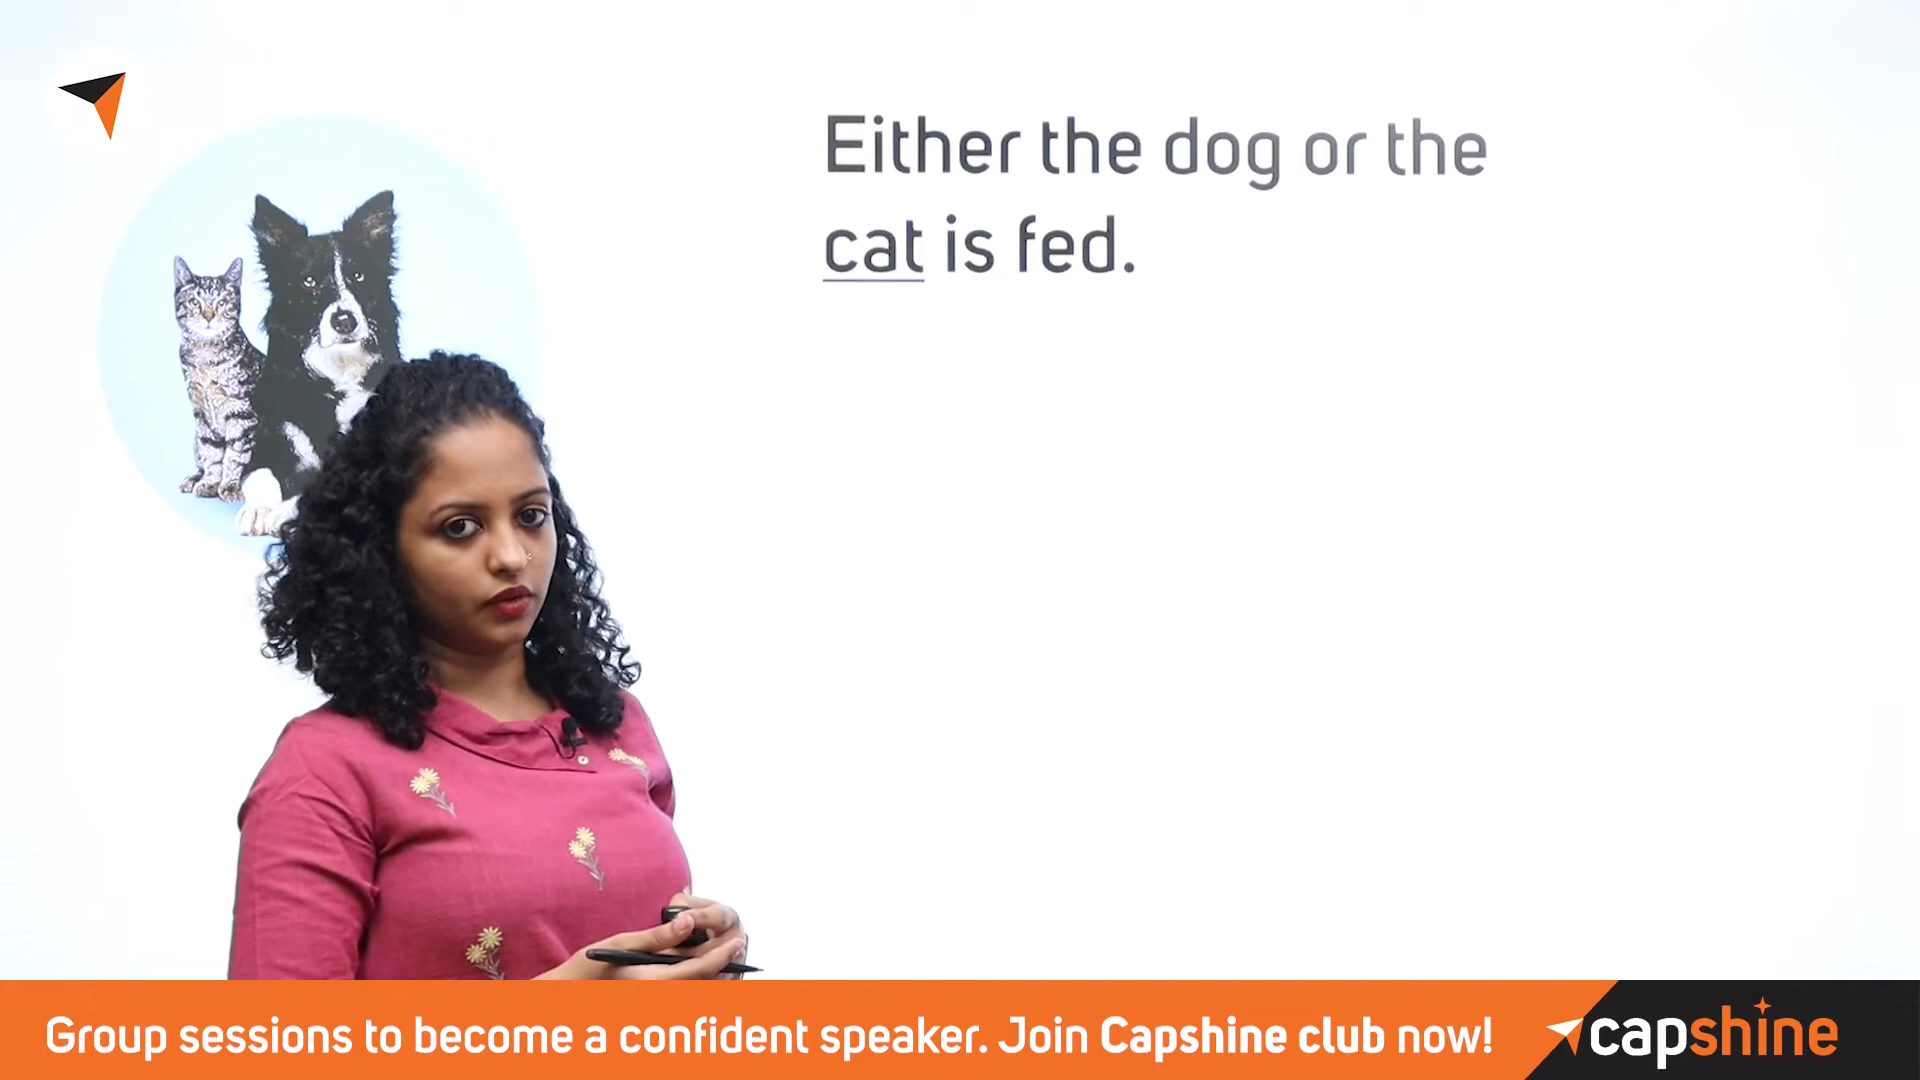 Either the dog or the
cat is fed.
Group sessions to become a confident speaker. Join Capshine club now!
capshine